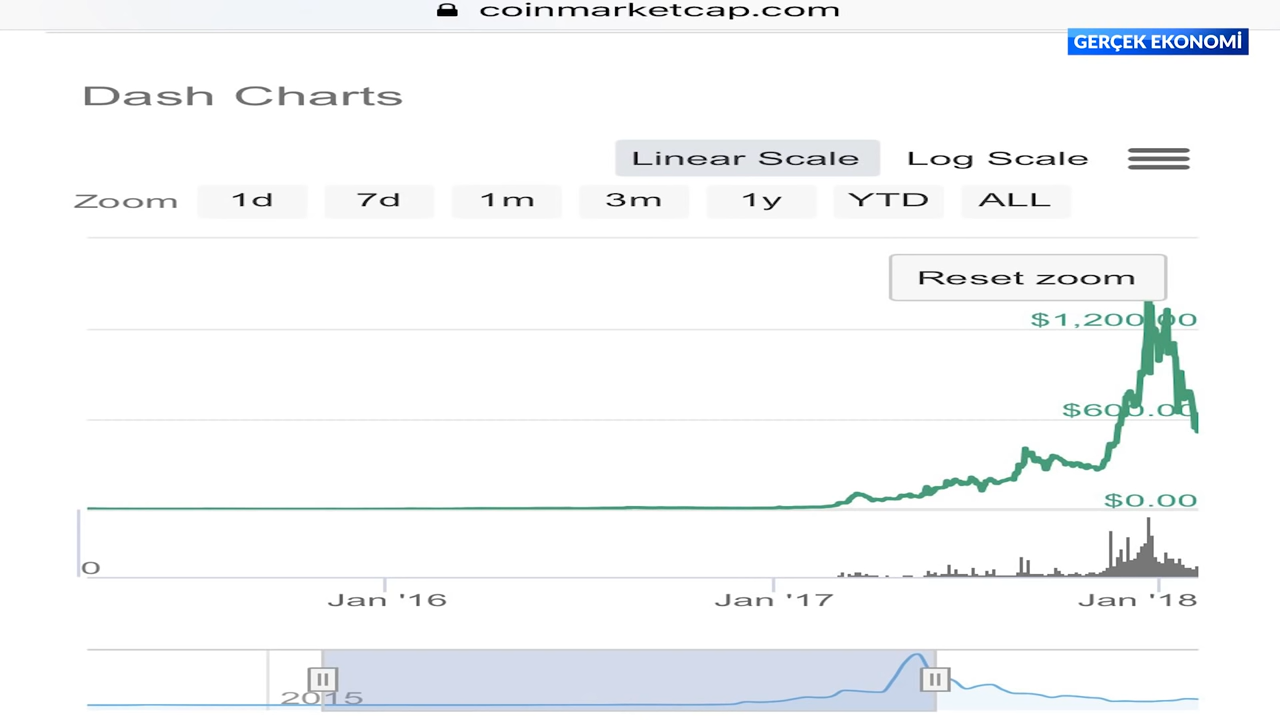 coinmarketcap.com
GERÇEK EKONOMİ
Dash Charts
Linear Scale Log Scale
Zoom 1d 7d 1m 3m 1y YTD ALL
Reset zoom
$1,200.00
$600.00
$0.00
0
Jan '16 Jan '17 Jan '18
2015